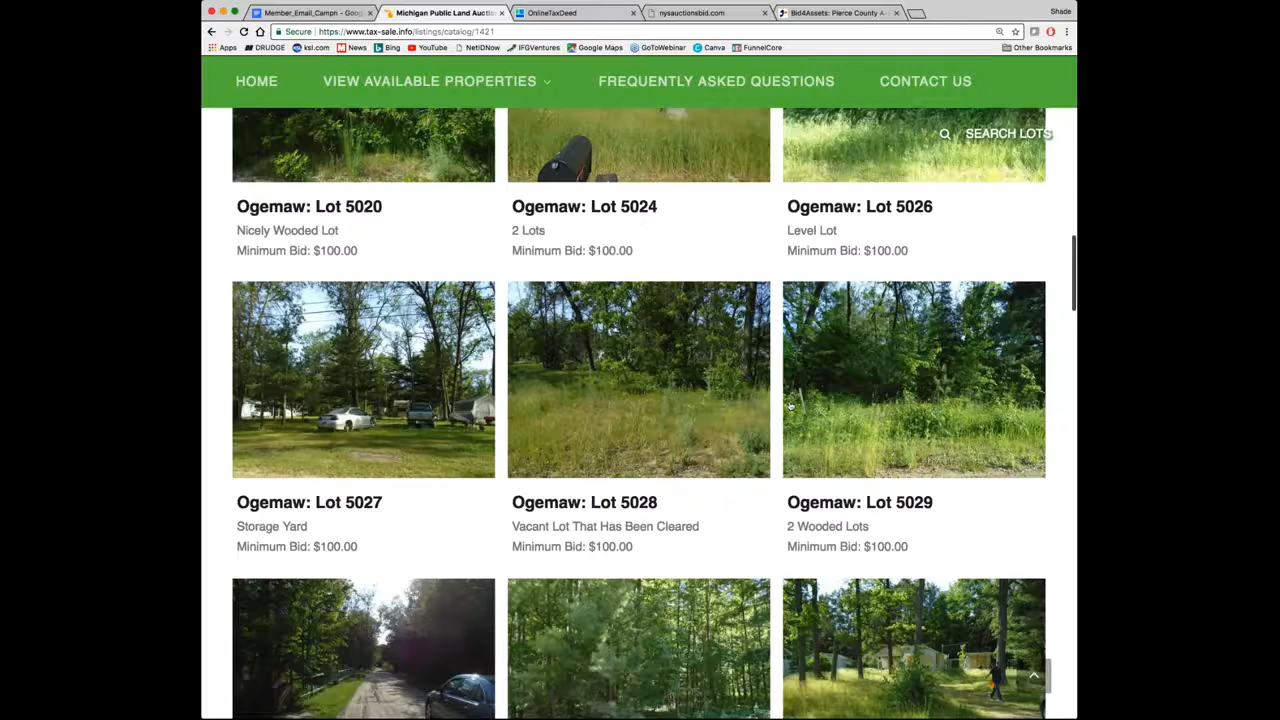 Member_Email_Campn - Goog
Michigan Public Land Auctio
OnlineTaxDeed
nysauctionsbid.com
Bid4Assets: Pierce County A
Shade
Secure
https://www.tax-sale.info/listings/catalog/1421
Apps
DRUDGE
ksl.com
News
Bing
YouTube
NetIDNow
IFGVentures
Google Maps
GoToWebinar
Canva
FunnelCore
Other Bookmarks
HOME
VIEW AVAILABLE PROPERTIES
FREQUENTLY ASKED QUESTIONS
CONTACT US
SEARCH LOTS
Ogemaw: Lot 5020
Nicely Wooded Lot
Minimum Bid: $100.00
Ogemaw: Lot 5024
2 Lots
Minimum Bid: $100.00
Ogemaw: Lot 5026
Level Lot
Minimum Bid: $100.00
Ogemaw: Lot 5027
Storage Yard
Minimum Bid: $100.00
Ogemaw: Lot 5028
Vacant Lot That Has Been Cleared
Minimum Bid: $100.00
Ogemaw: Lot 5029
2 Wooded Lots
Minimum Bid: $100.00